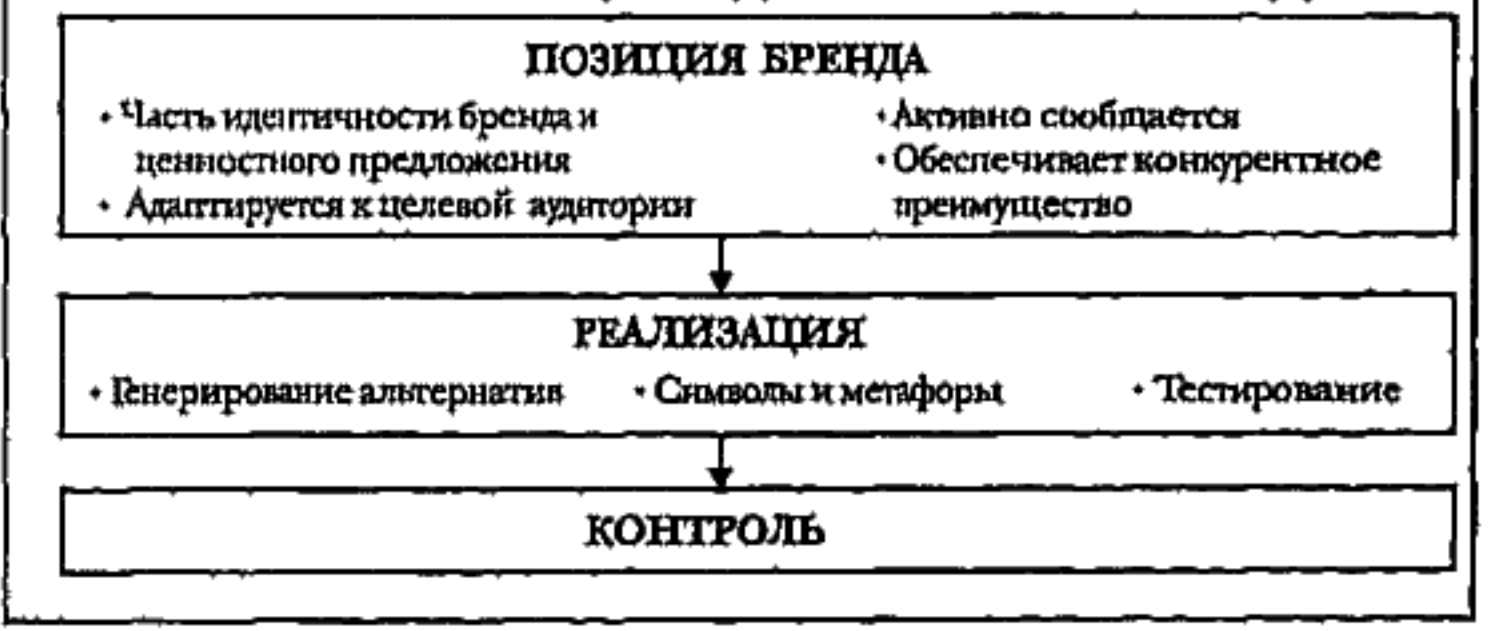 ПОЗИЦИЯ БРЕНДА
• Часть идентичности бренда и
ценностного предложения
• Адаптируется к целевой аудитории
• Активно сообщается
• Обеспечивает конкурентное
преимущество
РЕАЛИЗАЦИЯ
• Генерирование альтернатив • Символы и метафоры • Тестирование
КОНТРОЛЬ